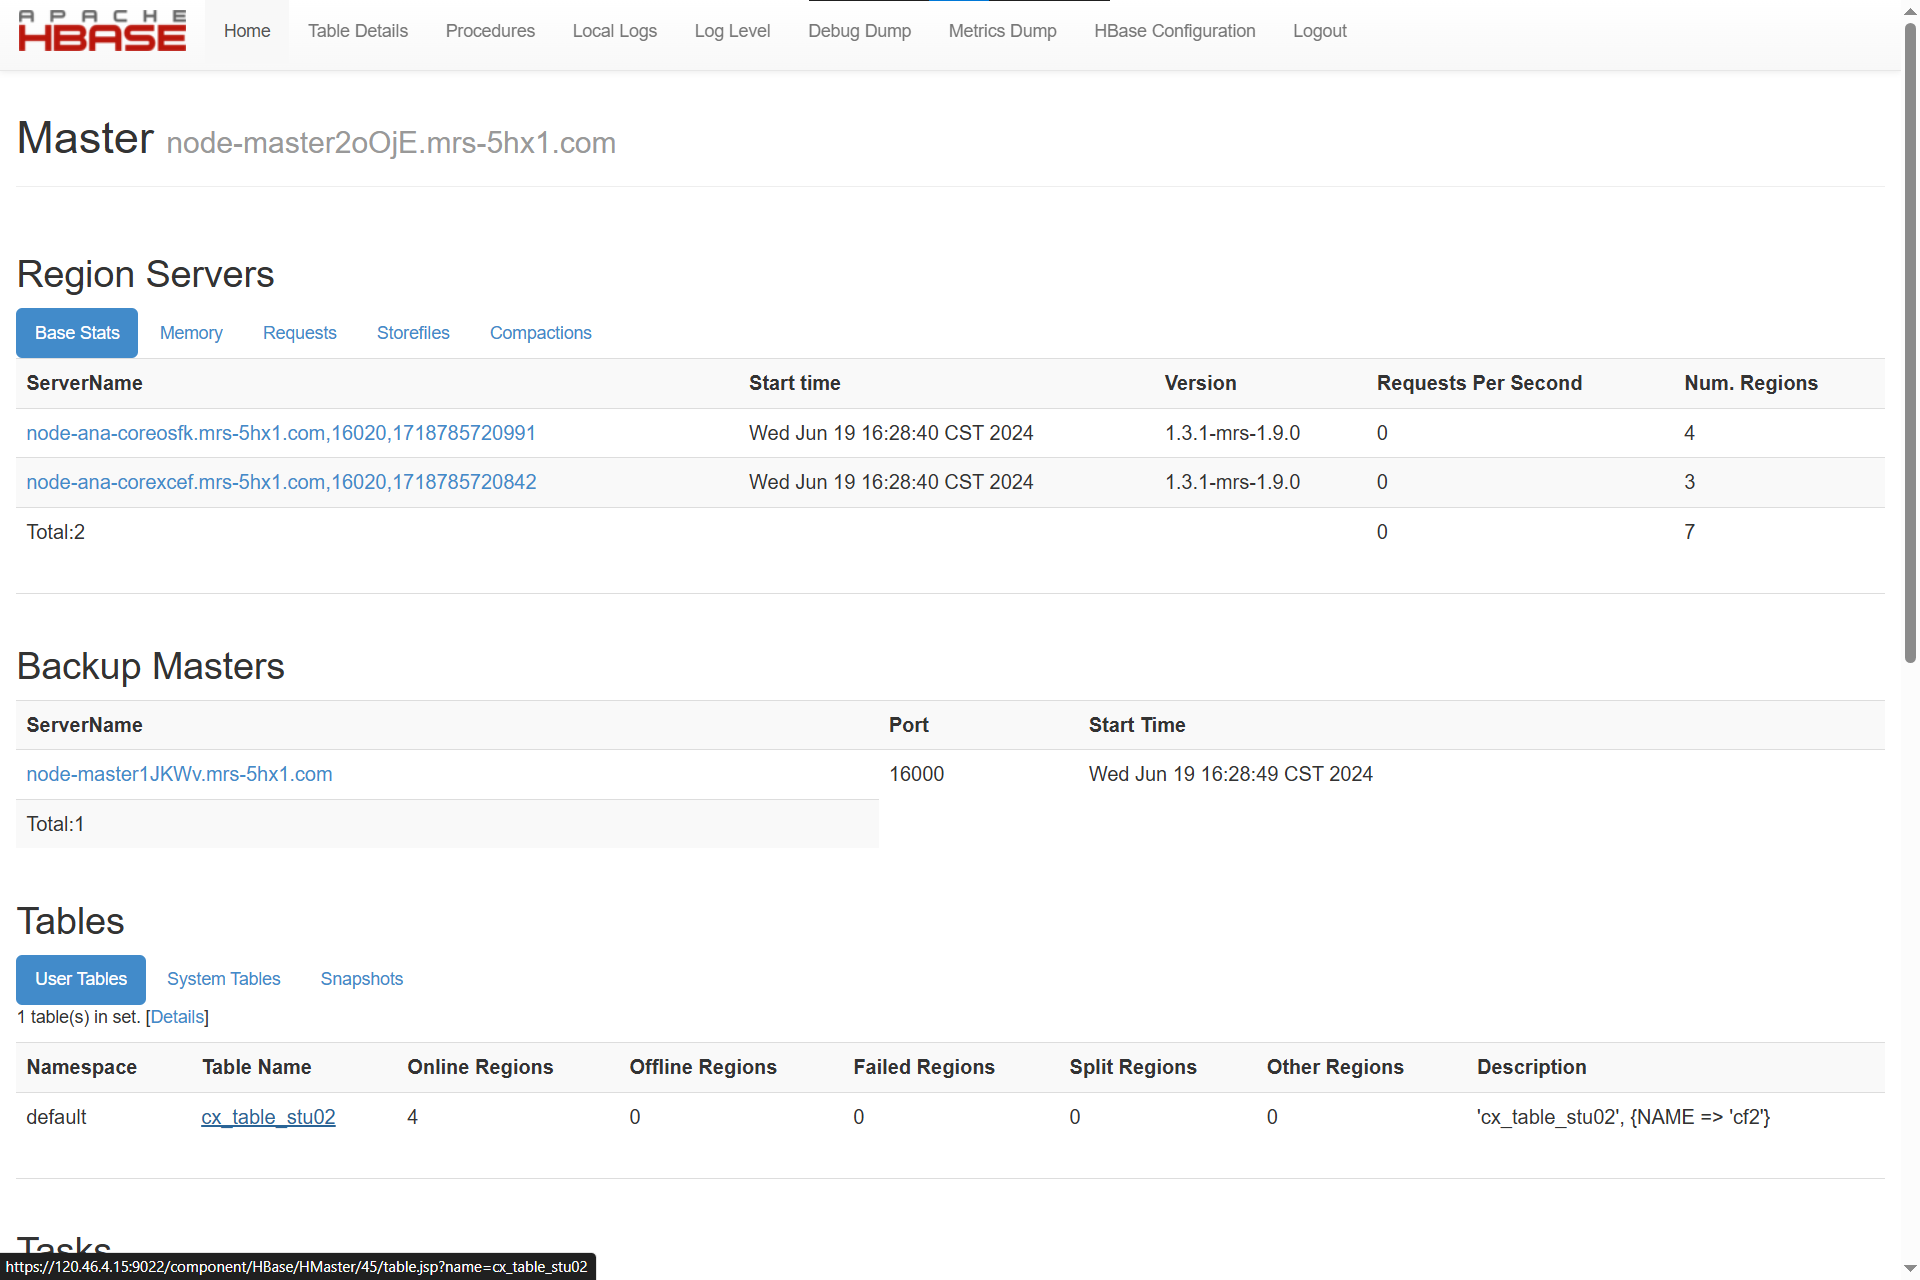 APACHE
HBASE
Home Table Details Procedures Local Logs Log Level Debug Dump Metrics Dump HBase Configuration Logout
Master node-master2oOjE.mrs-5hx1.com
Region Servers
Base Stats Memory Requests Storefiles Compactions
ServerName Start time Version Requests Per Second Num. Regions
node-ana-coreosfk.mrs-5hx1.com,16020,1718785720991 Wed Jun 19 16:28:40 CST 2024 1.3.1-mrs-1.9.0 0 4
node-ana-corexcef.mrs-5hx1.com,16020,1718785720842 Wed Jun 19 16:28:40 CST 2024 1.3.1-mrs-1.9.0 0 3
Total:2 0 7
Backup Masters
ServerName Port Start Time
node-master1JKWv.mrs-5hx1.com 16000 Wed Jun 19 16:28:49 CST 2024
Total:1
Tables
User Tables System Tables Snapshots
1 table(s) in set. [Details]
Namespace Table Name Online Regions Offline Regions Failed Regions Split Regions Other Regions Description
default cx_table_stu02 4 0 0 0 0 'cx_table_stu02', {NAME => 'cf2'}
Tasks
https://120.46.4.15:9022/component/HBase/HMaster/45/table.jsp?name=cx_table_stu02